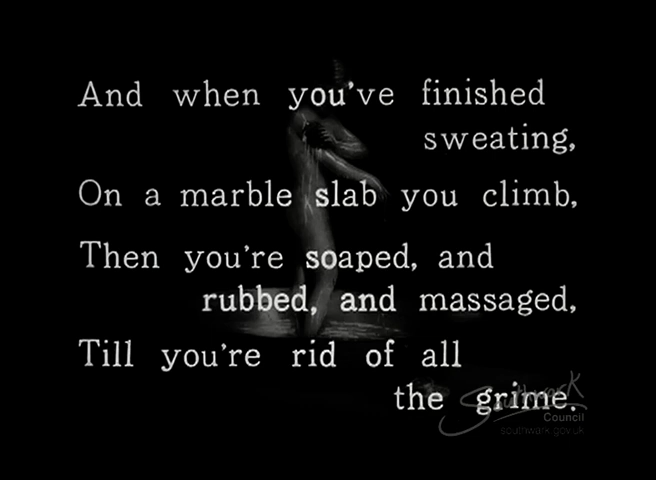 And when you've finished
sweating,
On a marble slab you climb,
Then you're soaped, and
rubbed, and massaged,
Till you're rid of all
the grime.
Southwark
Council
southwark.gov.uk